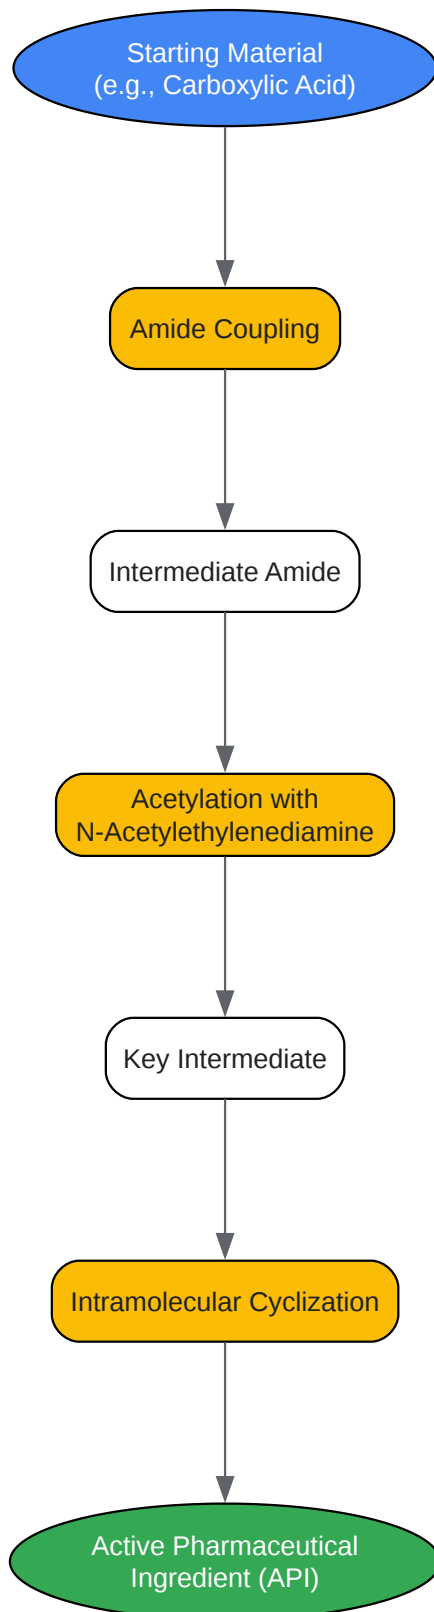 Starting Material
(e.g., Carboxylic Acid)
Amide Coupling
Intermediate Amide
Acetylation with
N-Acetylethylenediamine
Key Intermediate
Intramolecular Cyclization
Active Pharmaceutical
Ingredient (API)